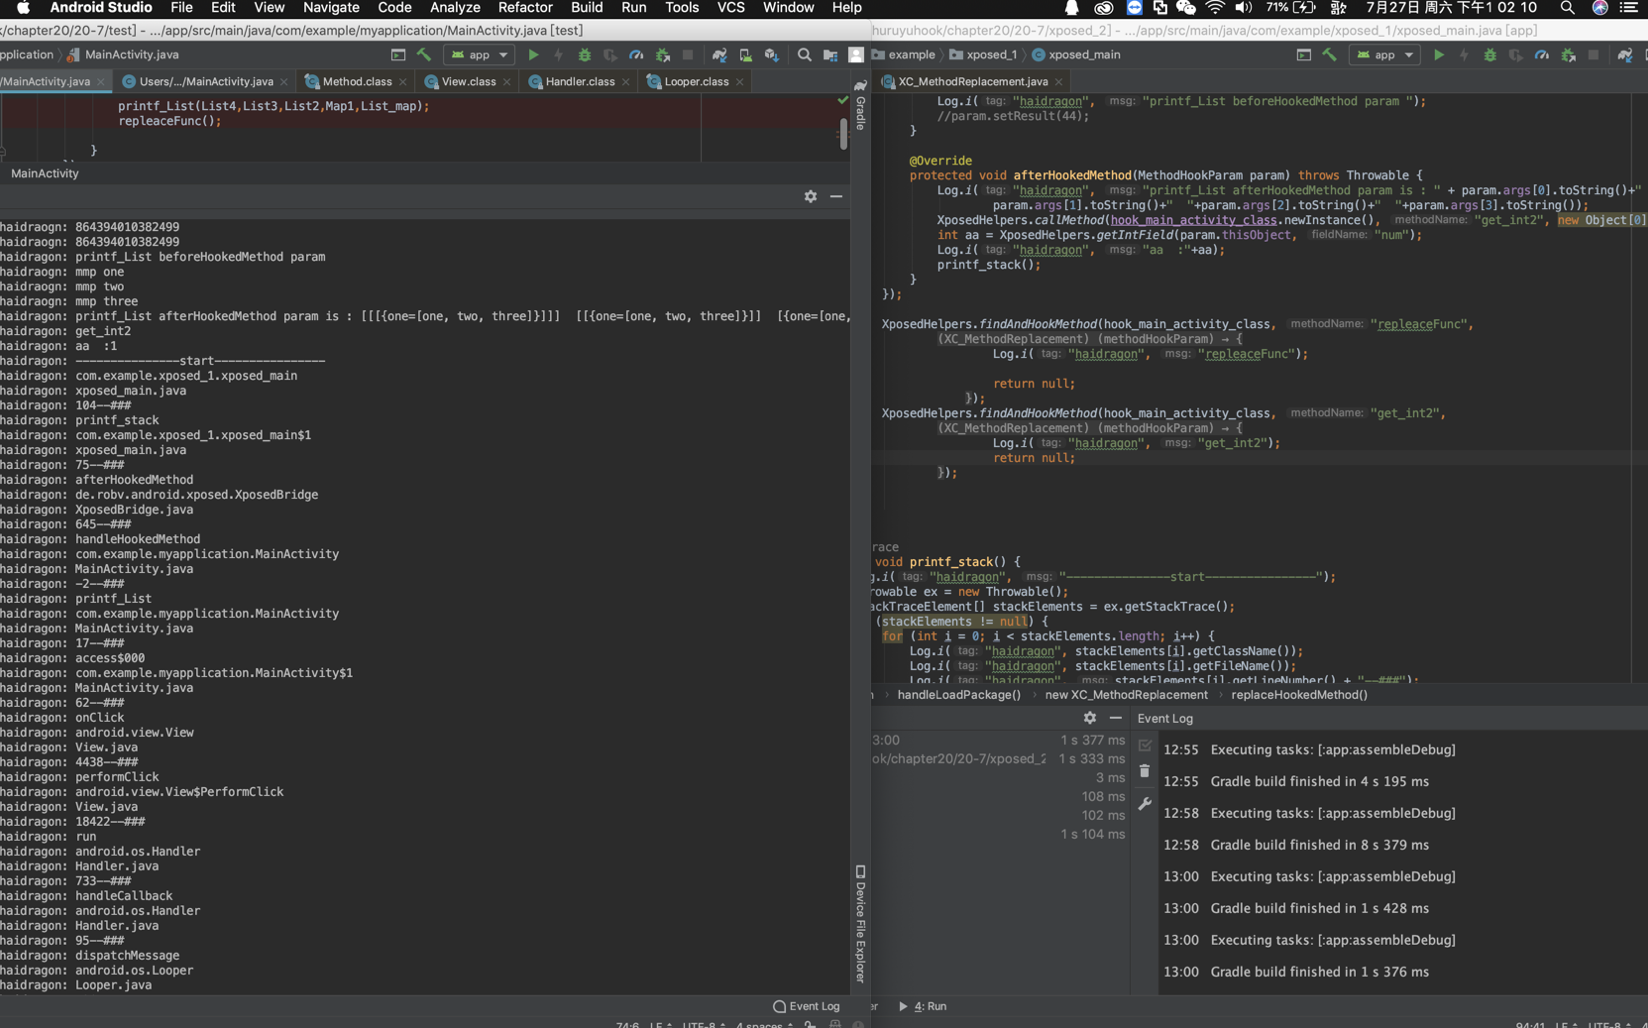 Android Studio File Edit View Navigate Code Analyze Refactor Build Run Tools VCS Window Help 71% 7月27日 周六 下午1 02 10
k/chapter20/20-7/test] - .../app/src/main/java/com/example/myapplication/MainActivity.java [test]
pplication MainActivity.java app
/MainActivity.java Users/.../MainActivity.java Method.class View.class Handler.class Looper.class
printf_List(List4,List3,List2,Map1,List_map);
repleaceFunc();
}
MainActivity
haidraogn: 864394010382499
haidraogn: 864394010382499
haidragon: printf_List beforeHookedMethod param
haidraogn: mmp one
haidraogn: mmp two
haidraogn: mmp three
haidragon: printf_List afterHookedMethod param is : [[[{one=[one, two, three]}]]] [[{one=[one, two, three]}]] [{one=[one,
haidragon: get_int2
haidragon: aa :1
haidragon: ---------------start----------------
haidragon: com.example.xposed_1.xposed_main
haidragon: xposed_main.java
haidragon: 104--###
haidragon: printf_stack
haidragon: com.example.xposed_1.xposed_main$1
haidragon: xposed_main.java
haidragon: 75--###
haidragon: afterHookedMethod
haidragon: de.robv.android.xposed.XposedBridge
haidragon: XposedBridge.java
haidragon: 645--###
haidragon: handleHookedMethod
haidragon: com.example.myapplication.MainActivity
haidragon: MainActivity.java
haidragon: -2--###
haidragon: printf_List
haidragon: com.example.myapplication.MainActivity
haidragon: MainActivity.java
haidragon: 17--###
haidragon: access$000
haidragon: com.example.myapplication.MainActivity$1
haidragon: MainActivity.java
haidragon: 62--###
haidragon: onClick
haidragon: android.view.View
haidragon: View.java
haidragon: 4438--###
haidragon: performClick
haidragon: android.view.View$PerformClick
haidragon: View.java
haidragon: 18422--###
haidragon: run
haidragon: android.os.Handler
haidragon: Handler.java
haidragon: 733--###
haidragon: handleCallback
haidragon: android.os.Handler
haidragon: Handler.java
haidragon: 95--###
haidragon: dispatchMessage
haidragon: android.os.Looper
haidragon: Looper.java
Event Log
74:6 LF UTF-8 4 spaces
Gradle
Device File Explorer
huruyuhook/chapter20/20-7/xposed_2] - .../app/src/main/java/com/example/xposed_1/xposed_main.java [app]
example xposed_1 xposed_main app
XC_MethodReplacement.java
Log.i( tag: "haidragon", msg: "printf_List beforeHookedMethod param ");
//param.setResult(44);
}
@Override
protected void afterHookedMethod(MethodHookParam param) throws Throwable {
Log.i( tag: "haidragon", msg: "printf_List afterHookedMethod param is : " + param.args[0].toString()+"
param.args[1].toString()+" "+param.args[2].toString()+" "+param.args[3].toString());
XposedHelpers.callMethod(hook_main_activity_class.newInstance(), methodName: "get_int2", new Object[0]
int aa = XposedHelpers.getIntField(param.thisObject, fieldName: "num");
Log.i( tag: "haidragon", msg: "aa :"+aa);
printf_stack();
}
});
XposedHelpers.findAndHookMethod(hook_main_activity_class, methodName: "repleaceFunc",
(XC_MethodReplacement) (methodHookParam) → {
Log.i( tag: "haidragon", msg: "repleaceFunc");
return null;
});
XposedHelpers.findAndHookMethod(hook_main_activity_class, methodName: "get_int2",
(XC_MethodReplacement) (methodHookParam) → {
Log.i( tag: "haidragon", msg: "get_int2");
return null;
});
race
void printf_stack() {
g.i( tag: "haidragon", msg: "---------------start----------------");
rowable ex = new Throwable();
ackTraceElement[] stackElements = ex.getStackTrace();
(stackElements != null) {
for (int i = 0; i < stackElements.length; i++) {
Log.i( tag: "haidragon", stackElements[i].getClassName());
Log.i( tag: "haidragon", stackElements[i].getFileName());
Log.i( tag: "haidragon", msg: stackElements[i].getLineNumber() + "--###");
handleLoadPackage() › new XC_MethodReplacement › replaceHookedMethod()
3:00 1 s 377 ms
ok/chapter20/20-7/xposed_2 1 s 333 ms
3 ms
108 ms
102 ms
1 s 104 ms
Event Log
12:55 Executing tasks: [:app:assembleDebug]
12:55 Gradle build finished in 4 s 195 ms
12:58 Executing tasks: [:app:assembleDebug]
12:58 Gradle build finished in 8 s 379 ms
13:00 Executing tasks: [:app:assembleDebug]
13:00 Gradle build finished in 1 s 428 ms
13:00 Executing tasks: [:app:assembleDebug]
13:00 Gradle build finished in 1 s 376 ms
er 4: Run
94:41 LF UTF-8